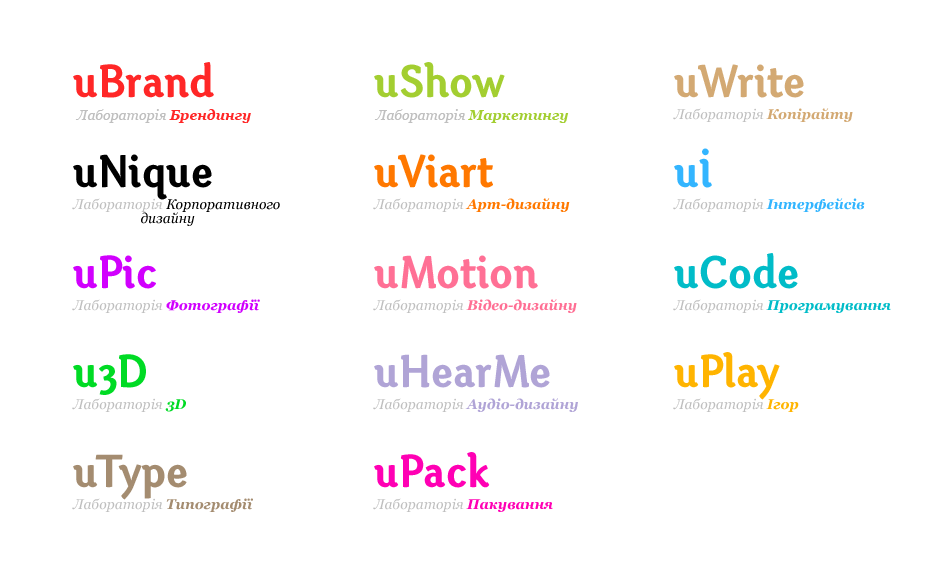 uBrand
Лабораторія Брендингу
uShow
Лабораторія Маркетингу
uWrite
Лабораторія Копірайту
uNique
Лабораторія Корпоративного
дизайну
uViart
Лабораторія Арт-дизайну
ui
Лабораторія Інтерфейсів
uPic
Лабораторія Фотографії
uMotion
Лабораторія Відео-дизайну
uCode
Лабораторія Програмування
u3D
Лабораторія 3D
uHearMe
Лабораторія Аудіо-дизайну
uPlay
Лабораторія Ігор
uType
Лабораторія Типографії
uPack
Лабораторія Пакування